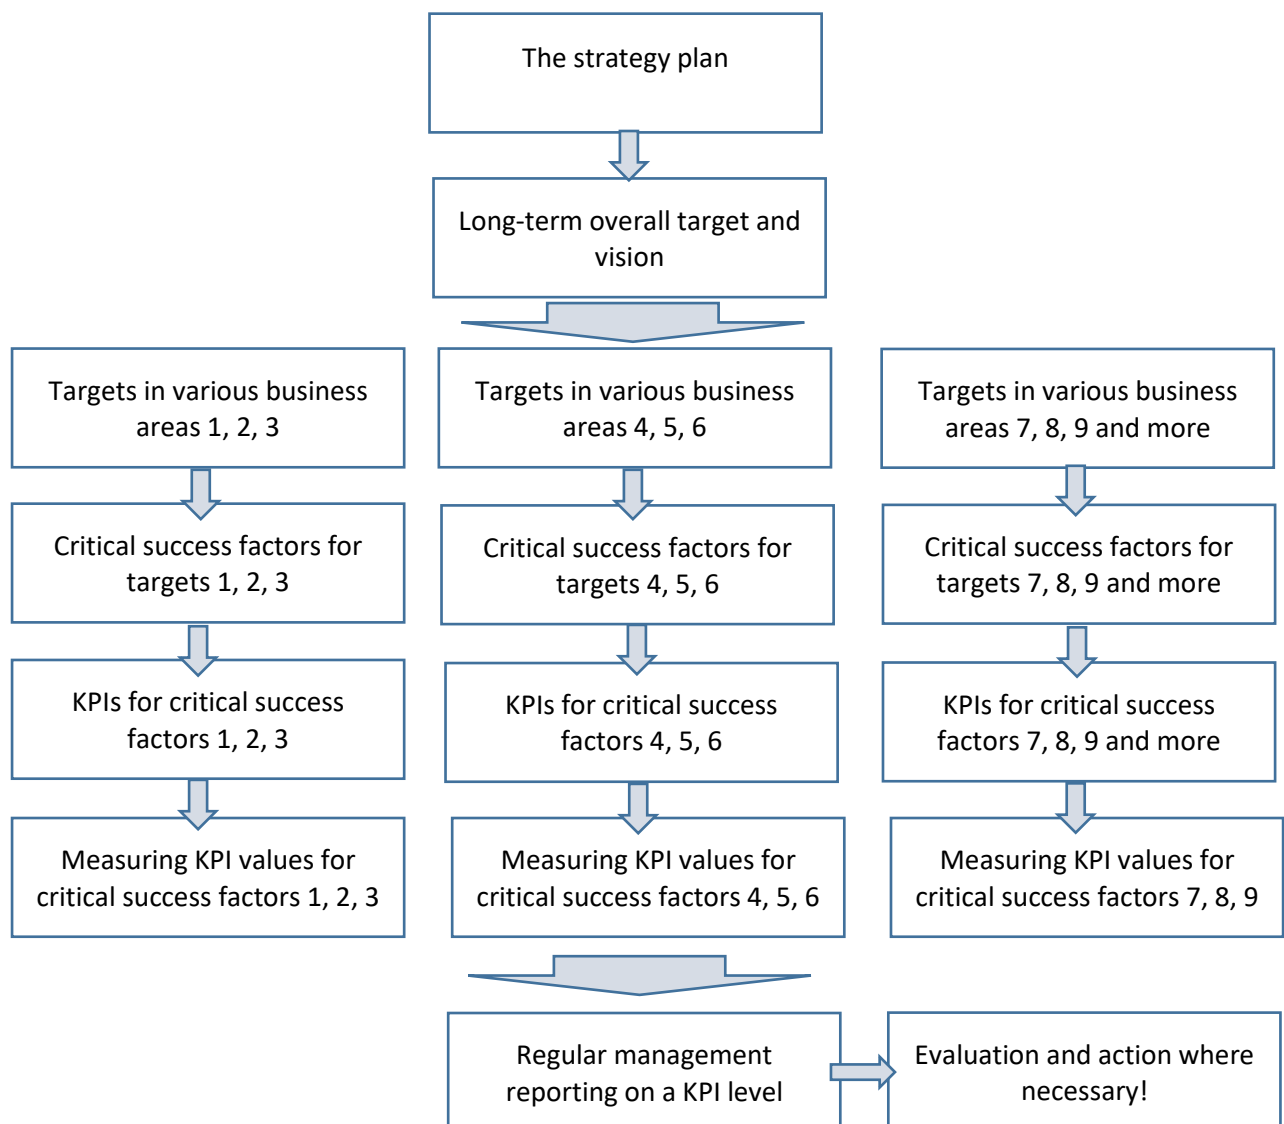 The strategy plan
Long-term overall target and
vision
Targets in various business
areas 1, 2, 3
Targets in various business
areas 4, 5, 6
Targets in various business
areas 7, 8, 9 and more
Critical success factors for
targets 1, 2, 3
Critical success factors for
targets 4, 5, 6
Critical success factors for
targets 7, 8, 9 and more
KPIs for critical success
factors 1, 2, 3
KPIs for critical success
factors 4, 5, 6
KPIs for critical success
factors 7, 8, 9 and more
Measuring KPI values for
critical success factors 1, 2, 3
Measuring KPI values for
critical success factors 4, 5, 6
Measuring KPI values for
critical success factors 7, 8, 9
Regular management
reporting on a KPI level
Evaluation and action where
necessary!